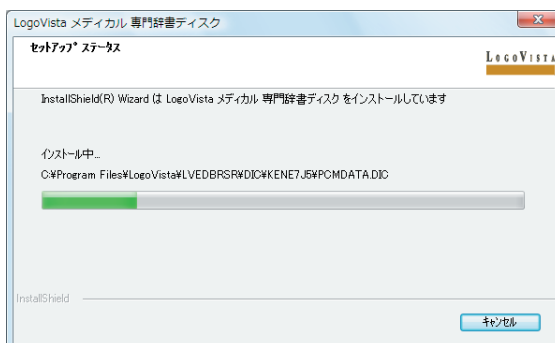 LogoVista メディカル 専門辞書ディスク
セットアップ ステータス
LOGOVISTA
InstallShield(R) Wizard は LogoVista メディカル 専門辞書ディスク をインストールしています
インストール中...
C:¥Program Files¥LogoVista¥LVEDBRSR¥DIC¥KENE7J5¥PCMDATA.DIC
InstallShield
キャンセル